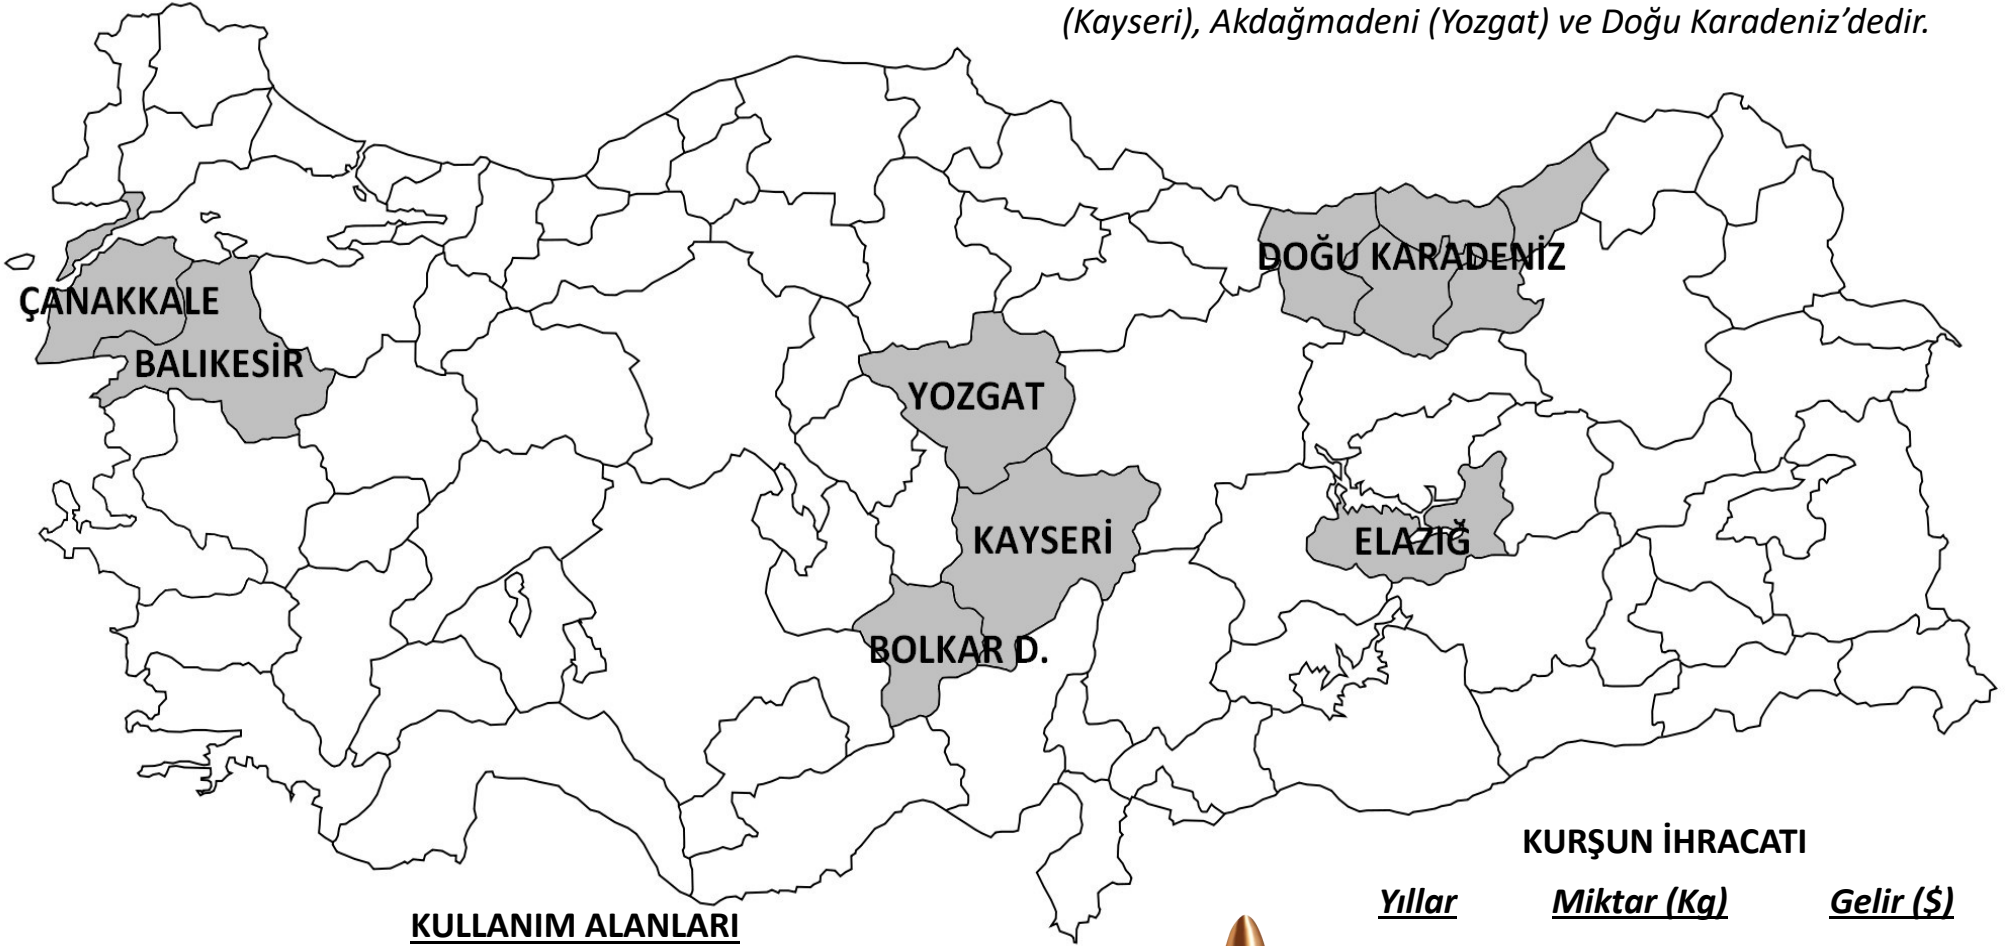 (Kayseri), Akdağmadeni (Yozgat) ve Doğu Karadeniz’dedir.
DOĞU KARADENİZ
ÇANAKKALE
BALIKESİR
YOZGAT
KAYSERİ
ELAZIĞ
BOLKAR D.
KURŞUN İHRACATI
Yıllar Miktar (Kg) Gelir ($)
KULLANIM ALANLARI